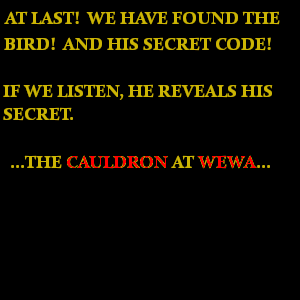 AT LAST! WE HAVE FOUND THE
BIRD! AND HIS SECRET CODE!
IF WE LISTEN, HE REVEALS HIS
SECRET.
...THE CAULDRON AT WEWA...